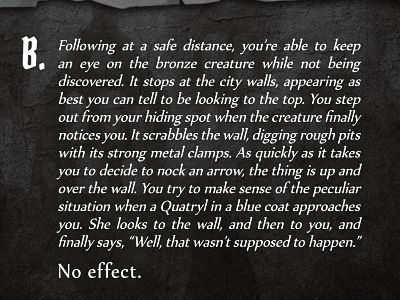 B. Following at a safe distance, you're able to keep
an eye on the bronze creature while not being
discovered. It stops at the city walls, appearing as
best you can tell to be looking to the top. You step
out from your hiding spot when the creature finally
notices you. It scrabbles the wall, digging rough pits
with its strong metal clamps. As quickly as it takes
you to decide to nock an arrow, the thing is up and
over the wall. You try to make sense of the peculiar
situation when a Quatryl in a blue coat approaches
you. She looks to the wall, and then to you, and
finally says, “Well, that wasn't supposed to happen.”
No effect.